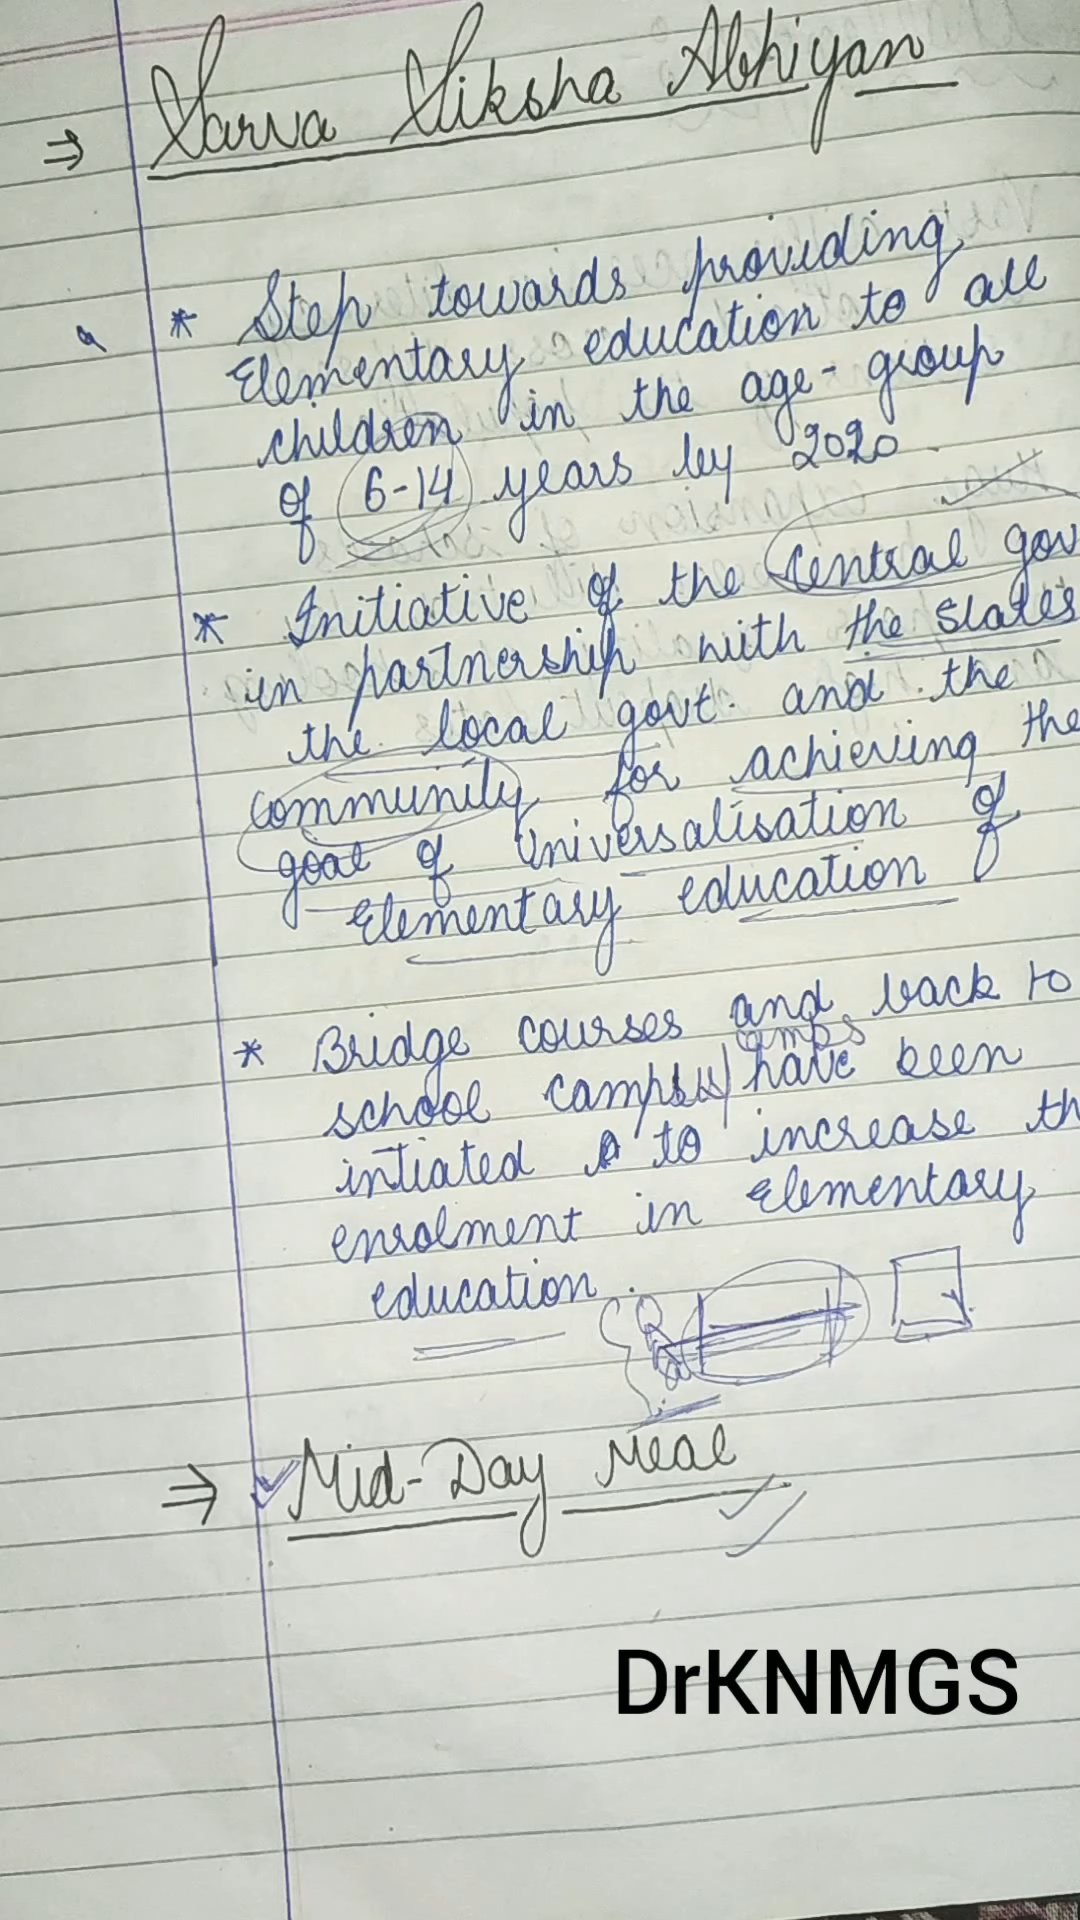 ⇒ Sarva Siksha Abhiyan
* Step towards providing
Elementary education to all
children in the age-group
of 6-14 years by 2020.
* Initiative of the Central gov
in partnership with the States
the local govt. and the
community for achieving the
goal of Universalisation of
Elementary education
* Bridge courses and back to
school camps have been
intiated to increase th
enrolment in Elementary
education.
⇒ Mid-Day Meal
DrKNMGS